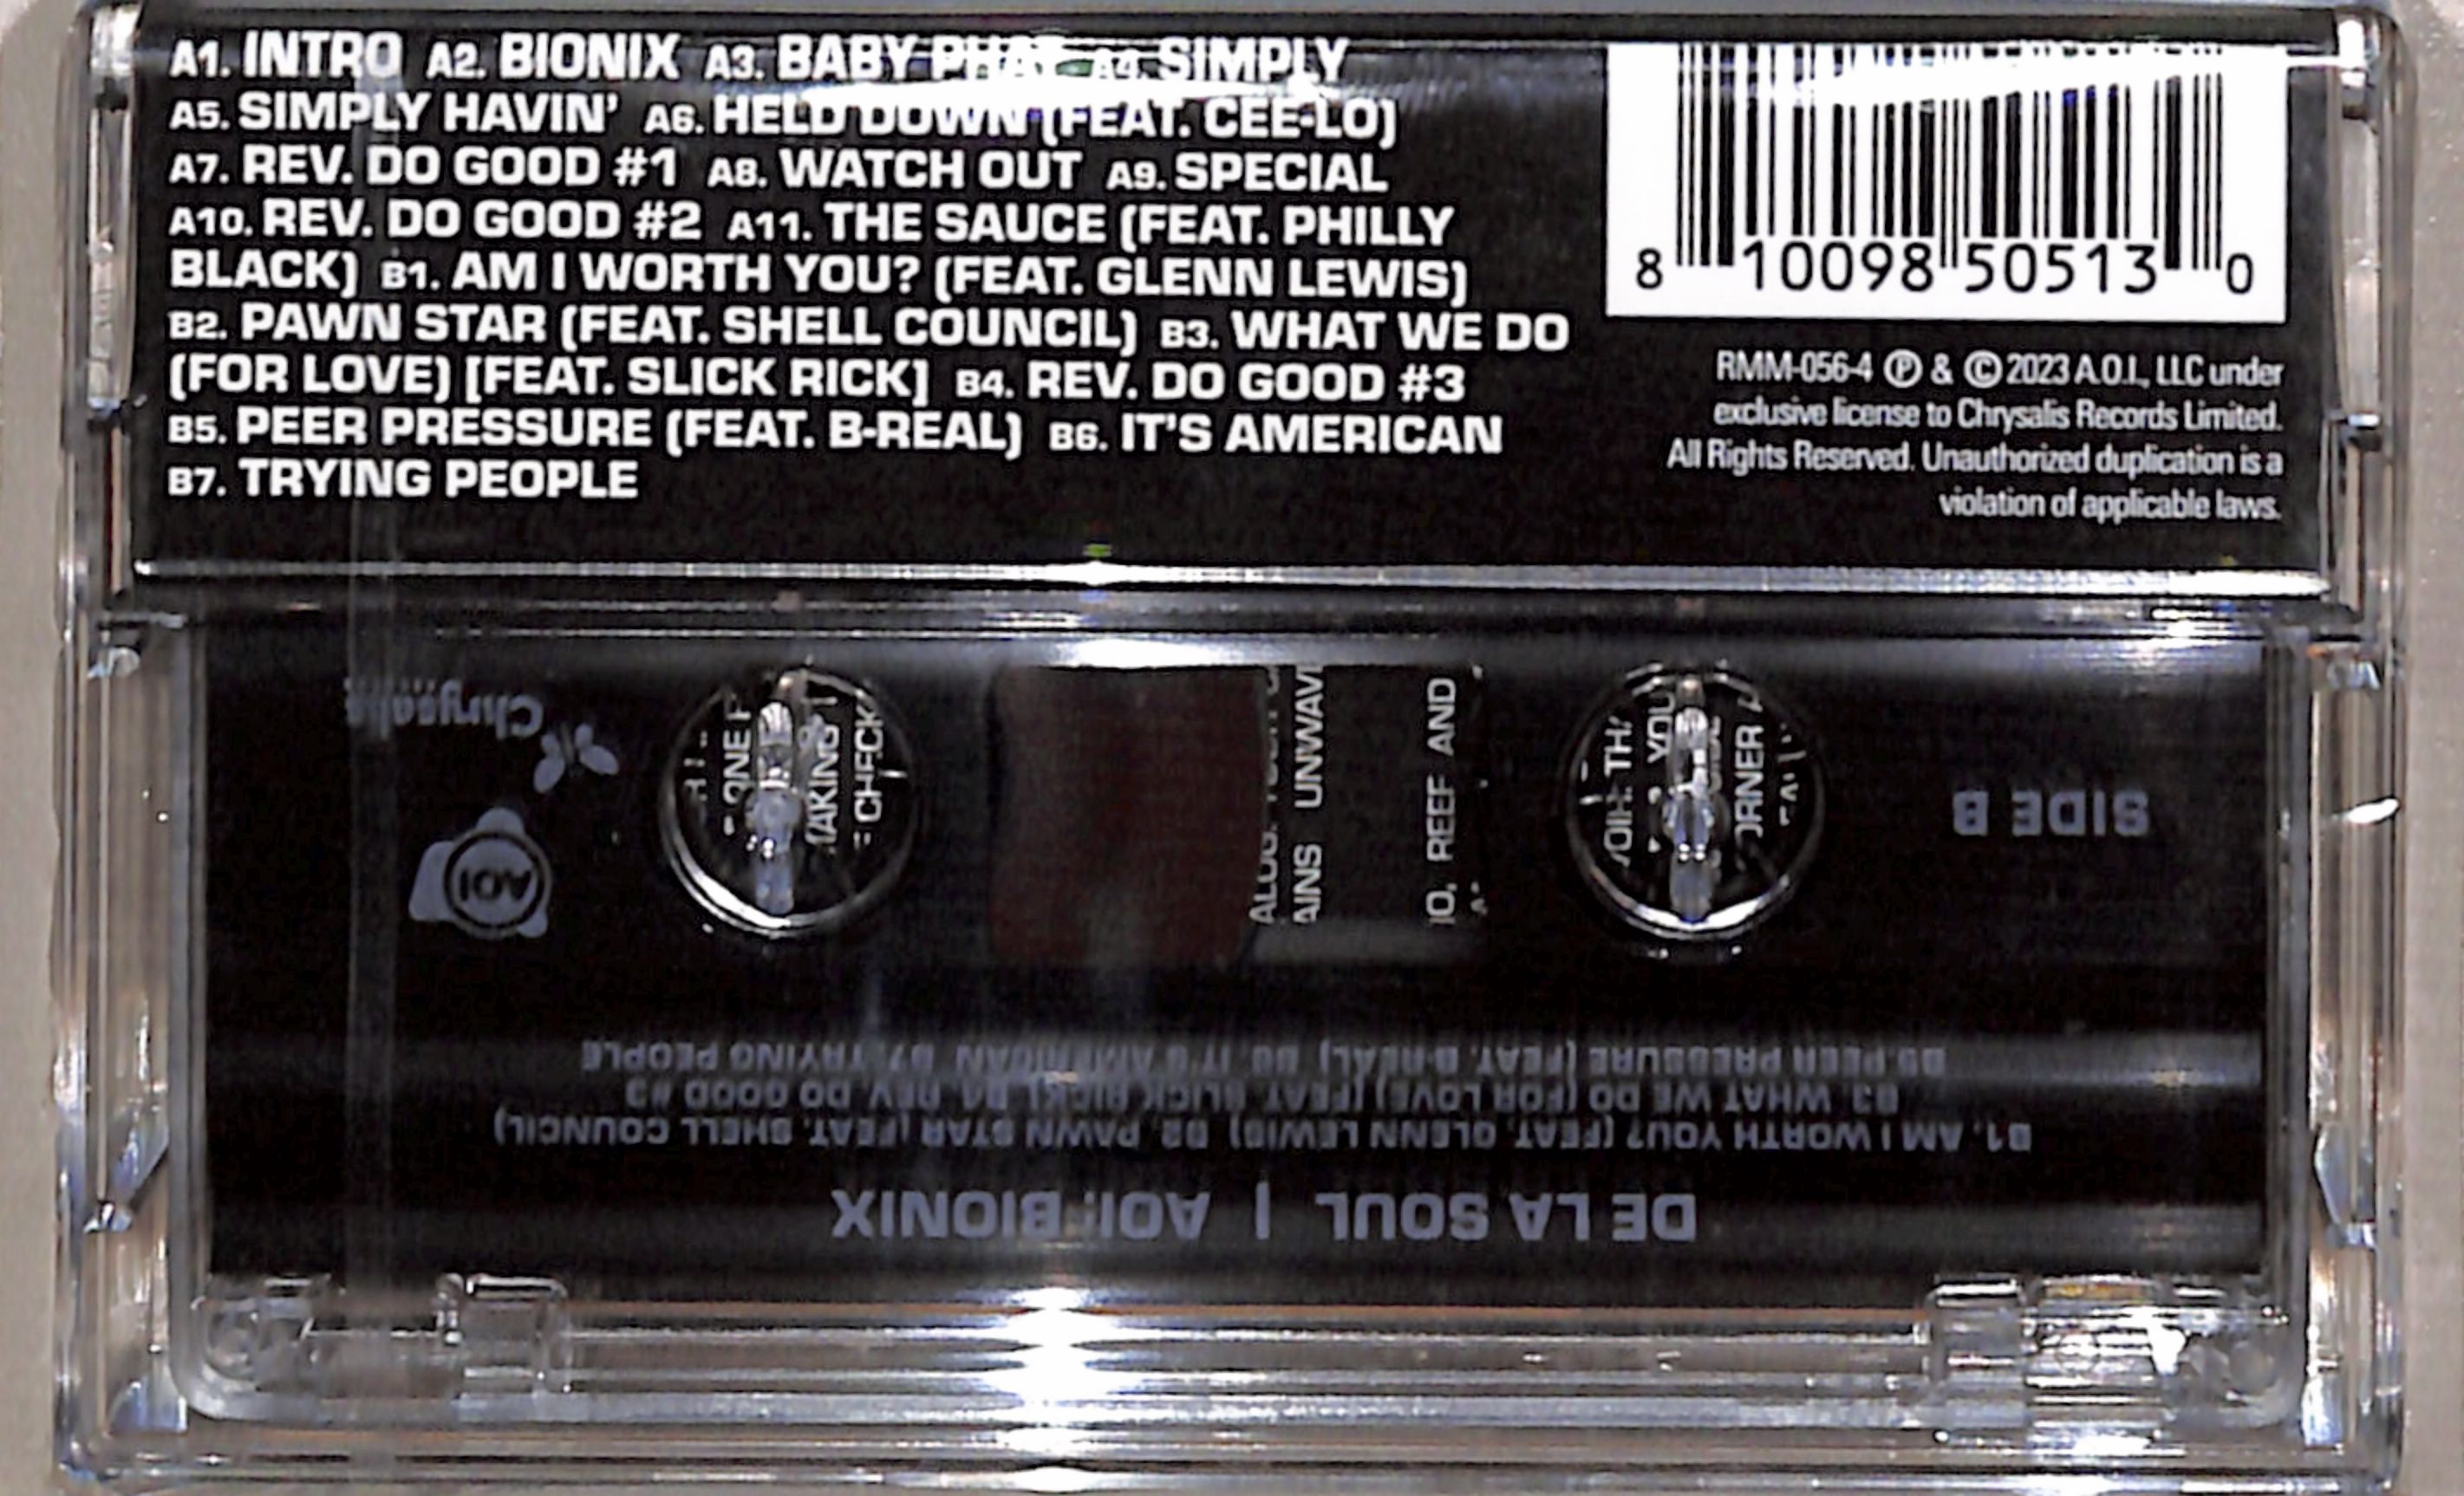 A1. INTRO A2. BIONIX A3. BABY PHAT A4. SIMPLY
A5. SIMPLY HAVIN' A6. HELD DOWN (FEAT. CEE-LO)
A7. REV. DO GOOD #1 A8. WATCH OUT A9. SPECIAL
A10. REV. DO GOOD #2 A11. THE SAUCE (FEAT. PHILLY
BLACK) B1. AM I WORTH YOU? (FEAT. GLENN LEWIS)
B2. PAWN STAR (FEAT. SHELL COUNCIL) B3. WHAT WE DO
(FOR LOVE) [FEAT. SLICK RICK] B4. REV. DO GOOD #3
B5. PEER PRESSURE (FEAT. B-REAL) B6. IT'S AMERICAN
B7. TRYING PEOPLE
8 10098 50513 0
RMM-056-4 ℗ & © 2023 A.O.I., LLC under
exclusive license to Chrysalis Records Limited.
All Rights Reserved. Unauthorized duplication is a
violation of applicable laws.
DE LA SOUL | AOI: BIONIX
B1. AM I WORTH YOU? (FEAT. GLENN LEWIS) B2. PAWN STAR (FEAT. SHELL COUNCIL)
B3. WHAT WE DO (FOR LOVE) [FEAT. SLICK RICK] B4. REV. DO GOOD #3
B5 PEER PRESSURE (FEAT. B-REAL) B6. IT'S AMERICAN B7. TRYING PEOPLE
SIDE B
AOI
Chrysalis
REEF AND